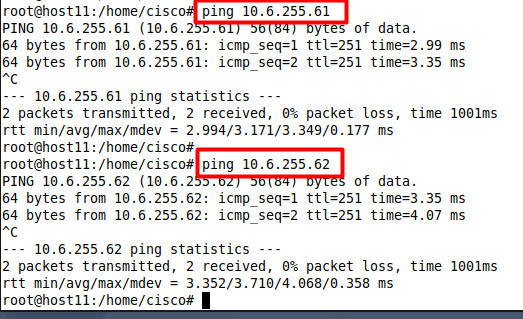 root@host11:/home/cisco# ping 10.6.255.61
PING 10.6.255.61 (10.6.255.61) 56(84) bytes of data.
64 bytes from 10.6.255.61: icmp_seq=1 ttl=251 time=2.99 ms
64 bytes from 10.6.255.61: icmp_seq=2 ttl=251 time=3.35 ms
^C
--- 10.6.255.61 ping statistics ---
2 packets transmitted, 2 received, 0% packet loss, time 1001ms
rtt min/avg/max/mdev = 2.994/3.171/3.349/0.177 ms
root@host11:/home/cisco#
root@host11:/home/cisco# ping 10.6.255.62
PING 10.6.255.62 (10.6.255.62) 56(84) bytes of data.
64 bytes from 10.6.255.62: icmp_seq=1 ttl=251 time=3.35 ms
64 bytes from 10.6.255.62: icmp_seq=2 ttl=251 time=4.07 ms
^C
--- 10.6.255.62 ping statistics ---
2 packets transmitted, 2 received, 0% packet loss, time 1001ms
rtt min/avg/max/mdev = 3.352/3.710/4.068/0.358 ms
root@host11:/home/cisco#